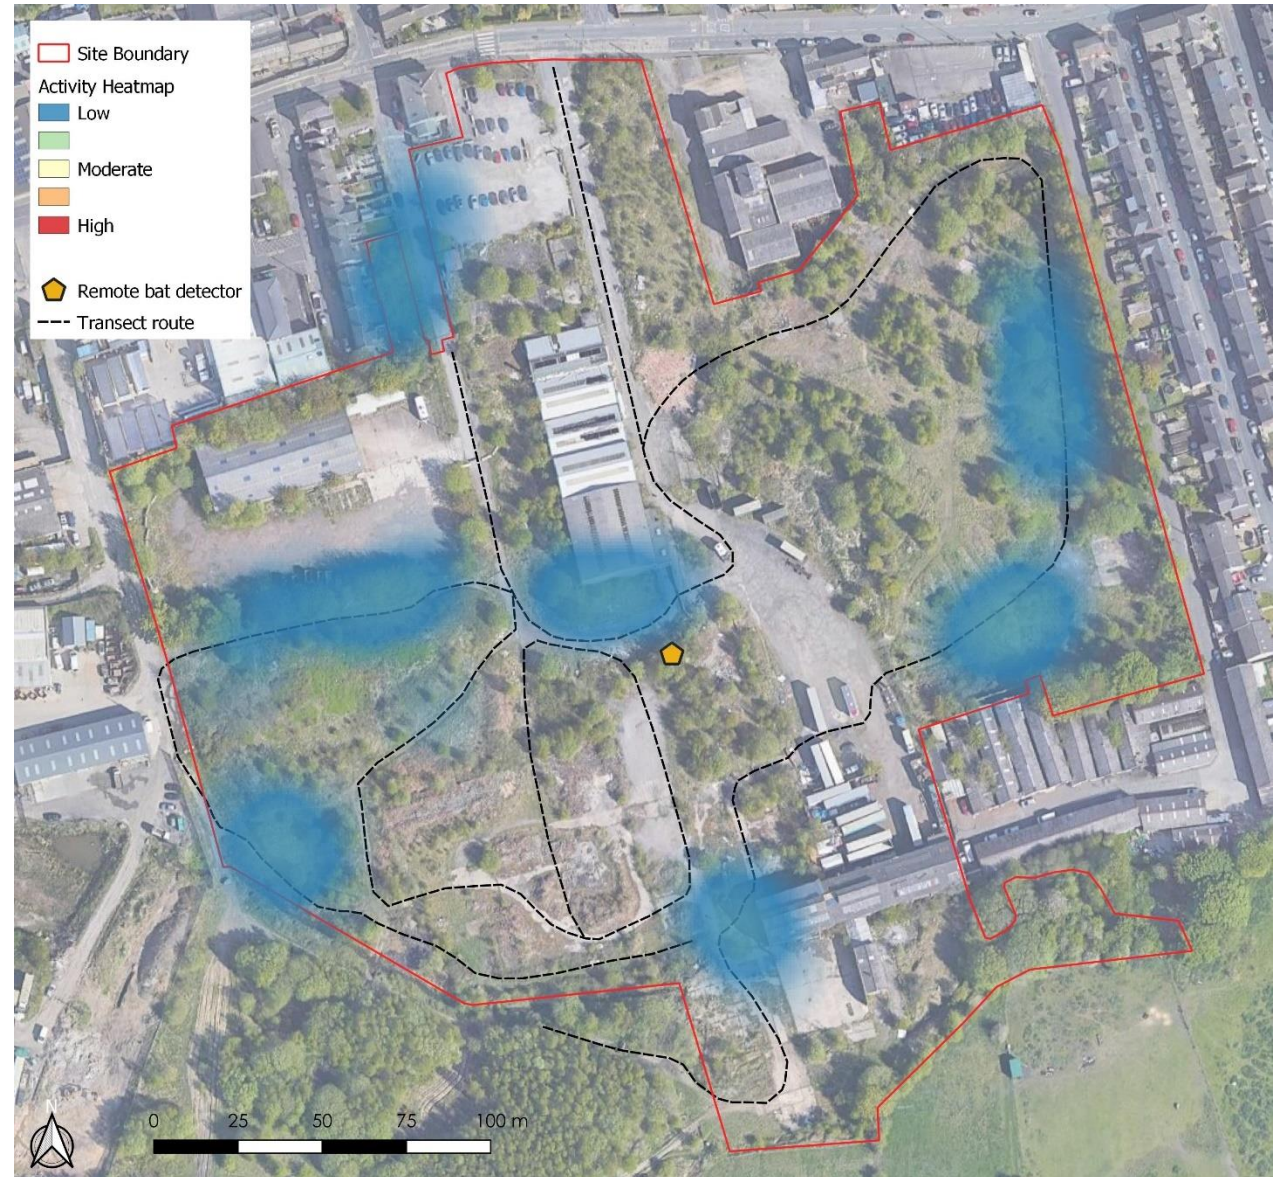 Site Boundary
Activity Heatmap
Low
Moderate
High
Remote bat detector
Transect route
N
0 25 50 75 100 m